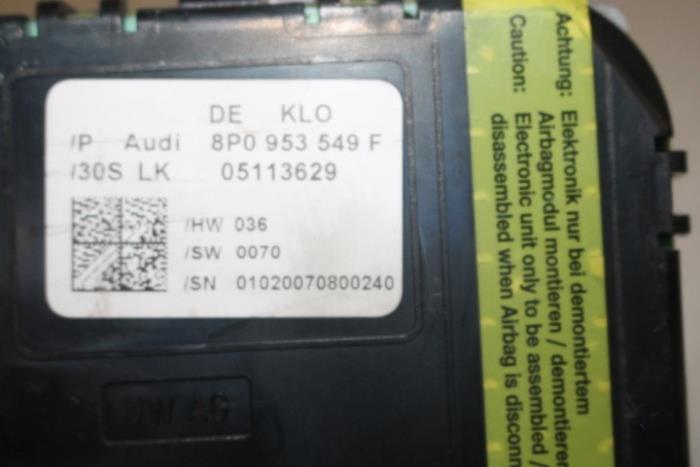 DE KLO
/P Audi 8P0 953 549 F
/30S LK 05113629
/HW 036
/SW 0070
/SN 01020070800240
VW AG
Achtung: Elektronik nur bei demontiertem
Airbagmodul montieren / demontieren
Caution: Electronic unit only to be assembled /
disassembled when Airbag is disconn